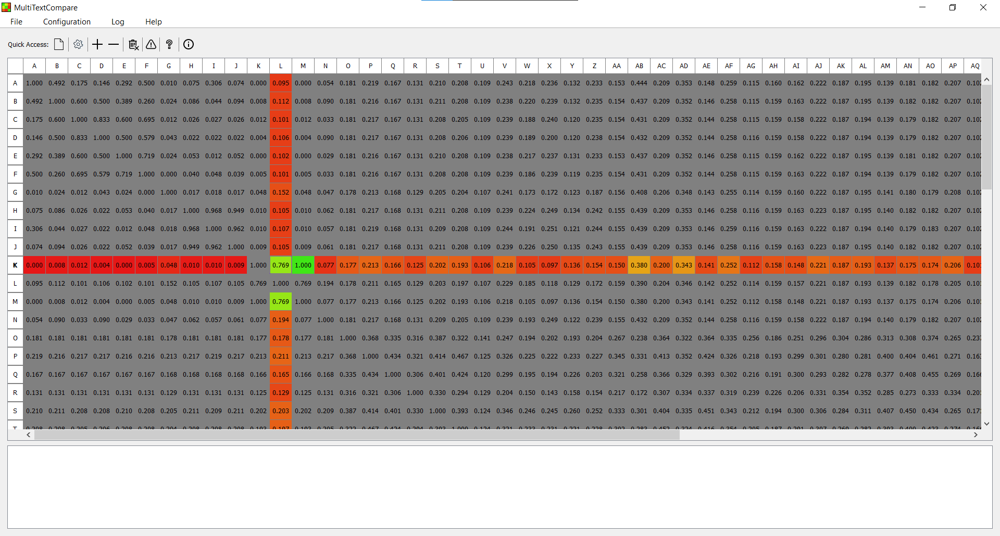 MultiTextCompare
File Configuration Log Help
Quick Access:
A B C D E F G H I J K L M N O P Q R S T U V W X Y Z AA AB AC AD AE AF AG AH AI AJ AK AL AM AN AO AP AQ
A 1.000 0.492 0.175 0.146 0.292 0.500 0.010 0.075 0.306 0.074 0.000 0.095 0.000 0.054 0.181 0.219 0.167 0.131 0.210 0.208 0.109 0.243 0.218 0.236 0.132 0.233 0.153 0.444 0.209 0.353 0.148 0.259 0.115 0.160 0.162 0.222 0.187 0.195 0.139 0.181 0.182 0.207 0.102
B 0.492 1.000 0.600 0.500 0.389 0.260 0.024 0.086 0.044 0.094 0.008 0.112 0.008 0.090 0.181 0.216 0.167 0.131 0.211 0.208 0.109 0.238 0.220 0.239 0.132 0.235 0.154 0.437 0.209 0.352 0.146 0.258 0.115 0.159 0.163 0.222 0.187 0.195 0.139 0.182 0.182 0.207 0.102
C 0.175 0.600 1.000 0.833 0.600 0.695 0.012 0.026 0.027 0.026 0.012 0.101 0.012 0.033 0.181 0.217 0.167 0.131 0.208 0.205 0.109 0.239 0.188 0.240 0.120 0.235 0.154 0.431 0.209 0.352 0.144 0.258 0.115 0.159 0.158 0.222 0.187 0.194 0.139 0.179 0.182 0.207 0.102
D 0.146 0.500 0.833 1.000 0.500 0.579 0.043 0.022 0.022 0.022 0.004 0.106 0.004 0.090 0.181 0.217 0.167 0.131 0.208 0.206 0.109 0.239 0.189 0.200 0.120 0.238 0.154 0.432 0.209 0.352 0.144 0.258 0.116 0.159 0.158 0.222 0.187 0.194 0.139 0.179 0.182 0.207 0.102
E 0.292 0.389 0.600 0.500 1.000 0.719 0.024 0.053 0.012 0.052 0.000 0.102 0.000 0.029 0.181 0.216 0.167 0.131 0.210 0.208 0.109 0.238 0.217 0.237 0.131 0.233 0.153 0.437 0.209 0.352 0.146 0.258 0.115 0.159 0.162 0.222 0.187 0.195 0.139 0.181 0.182 0.207 0.102
F 0.500 0.260 0.695 0.579 0.719 1.000 0.000 0.040 0.048 0.039 0.005 0.101 0.005 0.033 0.181 0.216 0.167 0.131 0.208 0.208 0.109 0.239 0.186 0.239 0.119 0.235 0.154 0.431 0.209 0.352 0.144 0.258 0.115 0.159 0.163 0.222 0.187 0.194 0.139 0.179 0.182 0.207 0.102
G 0.010 0.024 0.012 0.043 0.024 0.000 1.000 0.017 0.018 0.017 0.048 0.152 0.048 0.047 0.178 0.213 0.168 0.129 0.205 0.204 0.107 0.241 0.173 0.172 0.123 0.187 0.156 0.408 0.206 0.348 0.143 0.255 0.114 0.159 0.160 0.222 0.187 0.195 0.141 0.180 0.179 0.208 0.102
H 0.075 0.086 0.026 0.022 0.053 0.040 0.017 1.000 0.968 0.949 0.010 0.105 0.010 0.062 0.181 0.217 0.168 0.131 0.211 0.208 0.109 0.239 0.224 0.249 0.134 0.242 0.155 0.439 0.209 0.353 0.146 0.258 0.116 0.159 0.163 0.223 0.187 0.195 0.140 0.182 0.182 0.207 0.102
I 0.306 0.044 0.027 0.022 0.012 0.048 0.018 0.968 1.000 0.962 0.010 0.107 0.010 0.057 0.181 0.219 0.168 0.131 0.209 0.208 0.109 0.244 0.191 0.251 0.121 0.244 0.155 0.439 0.209 0.353 0.146 0.259 0.116 0.159 0.163 0.222 0.187 0.194 0.140 0.179 0.183 0.207 0.102
J 0.074 0.094 0.026 0.022 0.052 0.039 0.017 0.949 0.962 1.000 0.009 0.105 0.009 0.061 0.181 0.217 0.168 0.131 0.211 0.208 0.109 0.239 0.226 0.250 0.135 0.243 0.155 0.439 0.209 0.353 0.146 0.258 0.116 0.159 0.163 0.223 0.187 0.195 0.140 0.182 0.182 0.207 0.102
K 0.000 0.008 0.012 0.004 0.000 0.005 0.048 0.010 0.010 0.009 1.000 0.769 1.000 0.077 0.177 0.213 0.166 0.125 0.202 0.193 0.106 0.218 0.105 0.097 0.136 0.154 0.150 0.380 0.200 0.343 0.141 0.252 0.112 0.158 0.148 0.221 0.187 0.193 0.137 0.175 0.174 0.206 0.101
L 0.095 0.112 0.101 0.106 0.102 0.101 0.152 0.105 0.107 0.105 0.769 1.000 0.769 0.194 0.178 0.211 0.165 0.129 0.203 0.197 0.107 0.229 0.185 0.118 0.129 0.172 0.159 0.390 0.204 0.346 0.142 0.252 0.114 0.159 0.157 0.221 0.187 0.193 0.139 0.182 0.178 0.205 0.101
M 0.000 0.008 0.012 0.004 0.000 0.005 0.048 0.010 0.010 0.009 1.000 0.769 1.000 0.077 0.177 0.213 0.166 0.125 0.202 0.193 0.106 0.218 0.105 0.097 0.136 0.154 0.150 0.380 0.200 0.343 0.141 0.252 0.112 0.158 0.148 0.221 0.187 0.193 0.137 0.175 0.174 0.206 0.101
N 0.054 0.090 0.033 0.090 0.029 0.033 0.047 0.062 0.057 0.061 0.077 0.194 0.077 1.000 0.181 0.217 0.168 0.131 0.209 0.205 0.109 0.239 0.193 0.249 0.122 0.239 0.155 0.432 0.209 0.352 0.144 0.258 0.116 0.159 0.158 0.222 0.187 0.194 0.140 0.179 0.182 0.207 0.102
O 0.181 0.181 0.181 0.181 0.181 0.181 0.178 0.181 0.181 0.181 0.177 0.178 0.177 0.181 1.000 0.368 0.335 0.316 0.387 0.322 0.141 0.247 0.194 0.202 0.193 0.204 0.267 0.238 0.364 0.322 0.364 0.335 0.256 0.186 0.251 0.296 0.304 0.286 0.313 0.308 0.374 0.265 0.237
P 0.219 0.216 0.217 0.217 0.216 0.216 0.213 0.217 0.219 0.217 0.213 0.211 0.213 0.217 0.368 1.000 0.434 0.321 0.414 0.467 0.125 0.326 0.225 0.222 0.233 0.227 0.345 0.331 0.413 0.352 0.424 0.326 0.218 0.193 0.299 0.301 0.280 0.281 0.400 0.404 0.461 0.271 0.163
Q 0.167 0.167 0.167 0.167 0.167 0.167 0.168 0.168 0.168 0.168 0.166 0.165 0.166 0.168 0.335 0.434 1.000 0.306 0.401 0.424 0.120 0.299 0.195 0.194 0.226 0.203 0.321 0.258 0.366 0.329 0.393 0.302 0.216 0.191 0.300 0.293 0.282 0.278 0.377 0.408 0.455 0.269 0.166
R 0.131 0.131 0.131 0.131 0.131 0.131 0.129 0.131 0.131 0.131 0.125 0.129 0.125 0.131 0.316 0.321 0.306 1.000 0.330 0.294 0.129 0.204 0.150 0.143 0.158 0.154 0.217 0.172 0.307 0.334 0.337 0.319 0.239 0.226 0.206 0.331 0.354 0.352 0.285 0.273 0.333 0.334 0.201
S 0.210 0.211 0.208 0.208 0.210 0.208 0.205 0.211 0.209 0.211 0.202 0.203 0.202 0.209 0.387 0.414 0.401 0.330 1.000 0.393 0.124 0.346 0.246 0.245 0.260 0.252 0.333 0.301 0.404 0.335 0.451 0.343 0.212 0.194 0.300 0.306 0.284 0.311 0.407 0.450 0.434 0.265 0.171